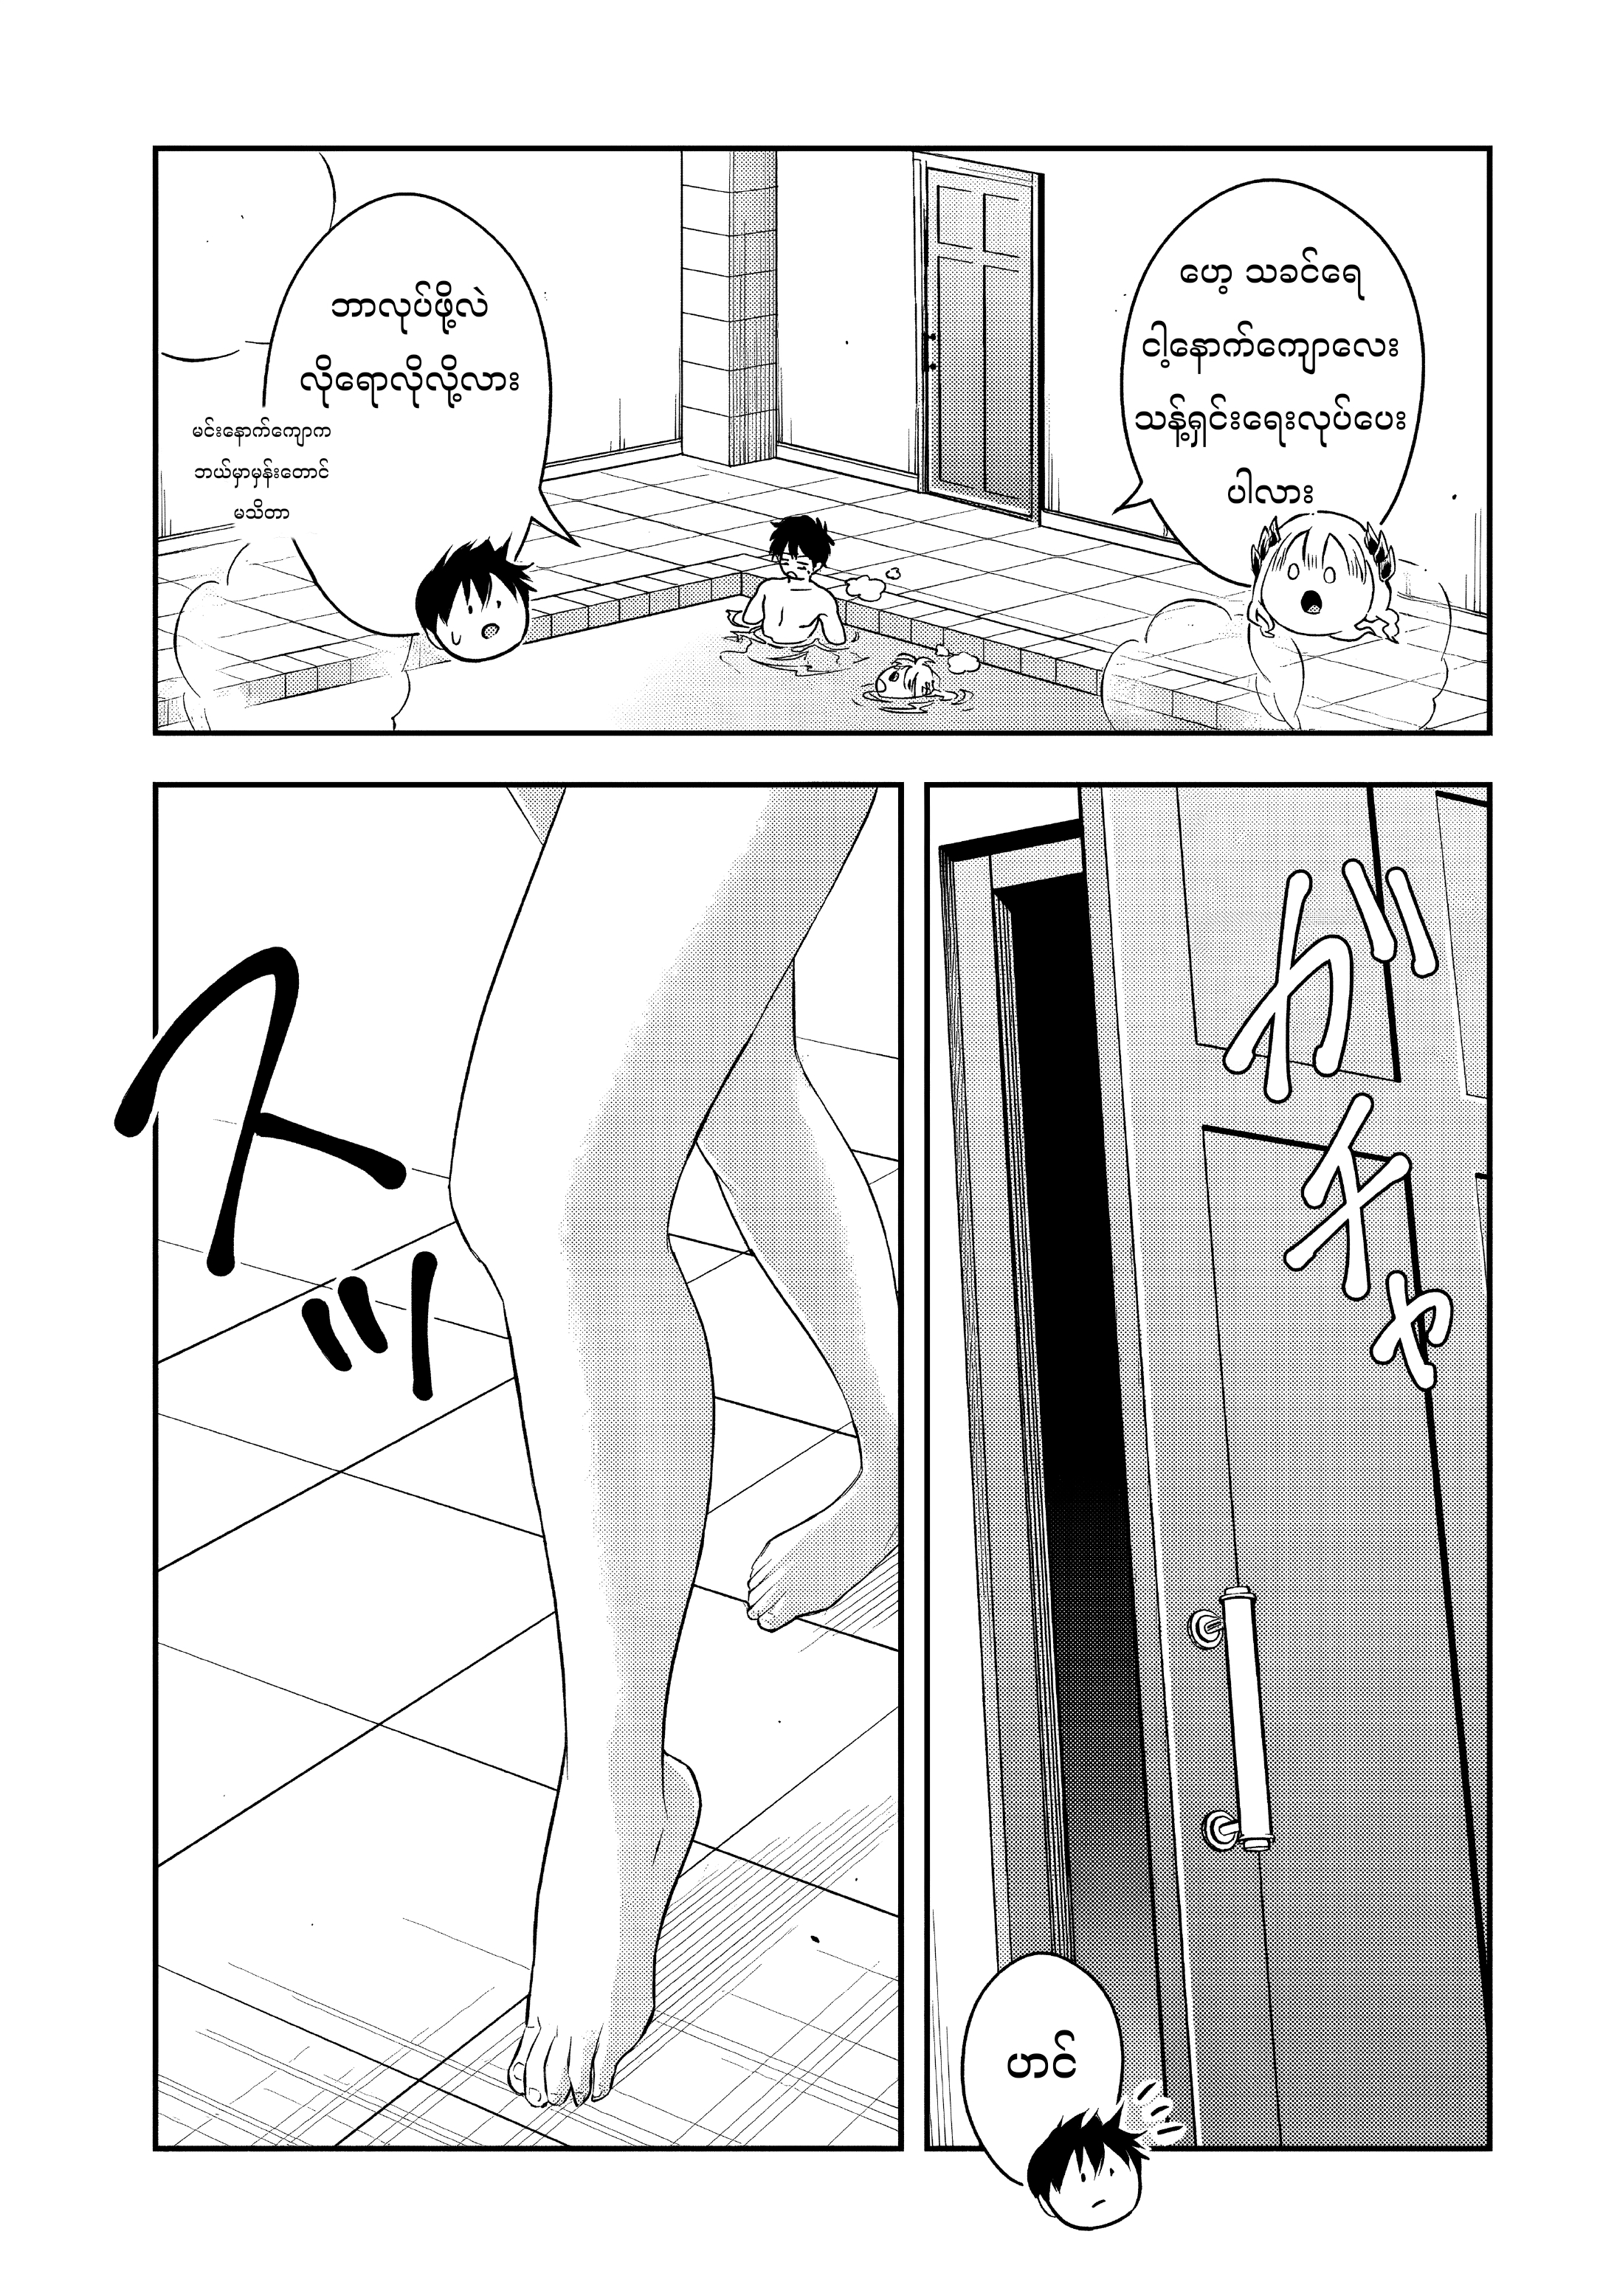 ဟေ့ သခင်ရေ
ငါ့နောက်ကျောလေး
သန့်ရှင်းရေးလုပ်ပေး
ပါလား
ဘာလုပ်ဖို့လဲ
လိုရောလိုလို့လား
မင်းနောက်ကျောက
ဘယ်မှာမှန်းတောင်
မသိတာ
ガチャ
ဟင်
スッ